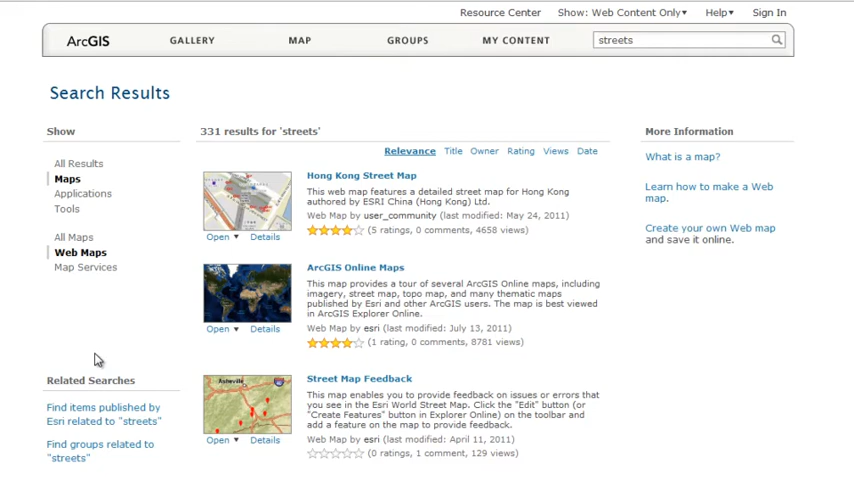 Resource Center Show: Web Content Only▾ Help▾ Sign In
ArcGIS GALLERY MAP GROUPS MY CONTENT streets
Search Results
Show
331 results for 'streets'
More Information
Relevance Title Owner Rating Views Date
All Results
Maps
Applications
Tools
All Maps
Web Maps
Map Services
Related Searches
Find items published by
Esri related to "streets"
Find groups related to
"streets"
Hong Kong Street Map
This web map features a detailed street map for Hong Kong
authored by ESRI China (Hong Kong) Ltd.
Web Map by user_community (last modified: May 24, 2011)
(5 ratings, 0 comments, 4658 views)
Open ▾ Details
ArcGIS Online Maps
This map provides a tour of several ArcGIS Online maps, including
imagery, street map, topo map, and many thematic maps
published by Esri and other ArcGIS users. The map is best viewed
in ArcGIS Explorer Online.
Web Map by esri (last modified: July 13, 2011)
(1 rating, 0 comments, 8781 views)
Open ▾ Details
Asheville
Street Map Feedback
This map enables you to provide feedback on issues or errors that
you see in the Esri World Street Map. Click the "Edit" button (or
"Create Features" button in Explorer Online) on the toolbar and
add a feature on the map to provide feedback.
Web Map by esri (last modified: April 11, 2011)
(0 ratings, 1 comment, 129 views)
Open ▾ Details
What is a map?
Learn how to make a Web
map.
Create your own Web map
and save it online.